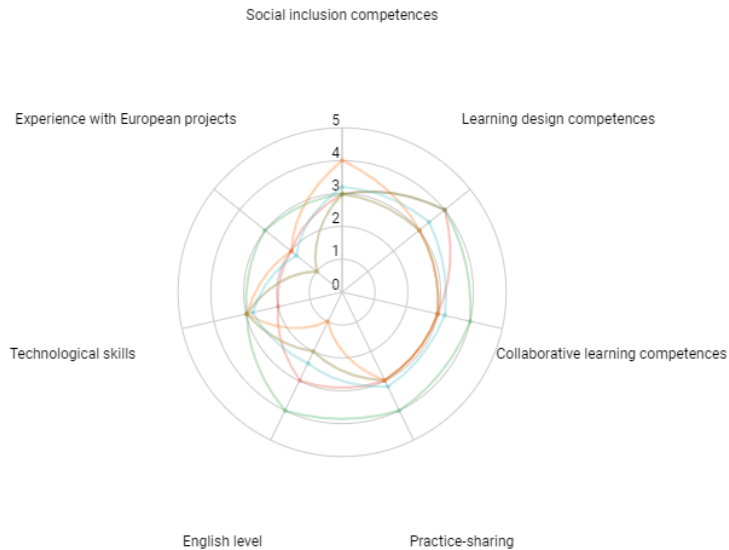 Social inclusion competences
Experience with European projects
Learning design competences
5
4
3
2
1
0
Technological skills
Collaborative learning competences
English level
Practice-sharing